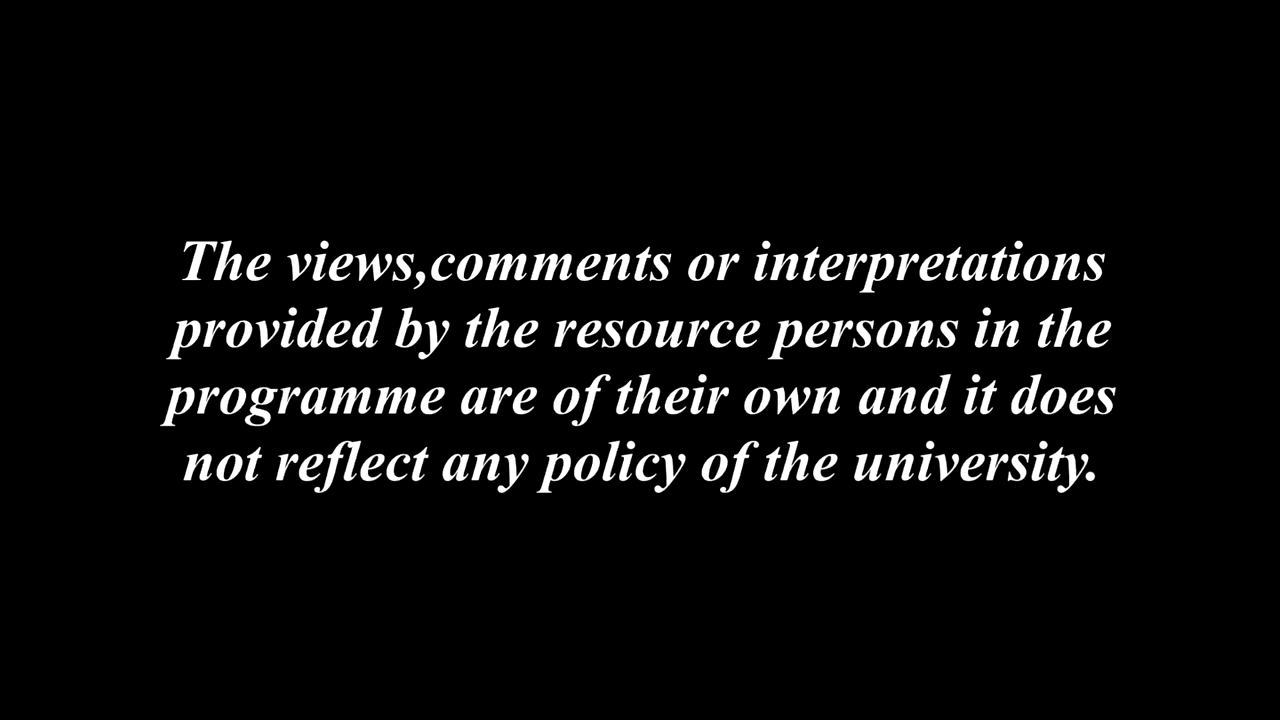 The views,comments or interpretations
provided by the resource persons in the
programme are of their own and it does
not reflect any policy of the university.